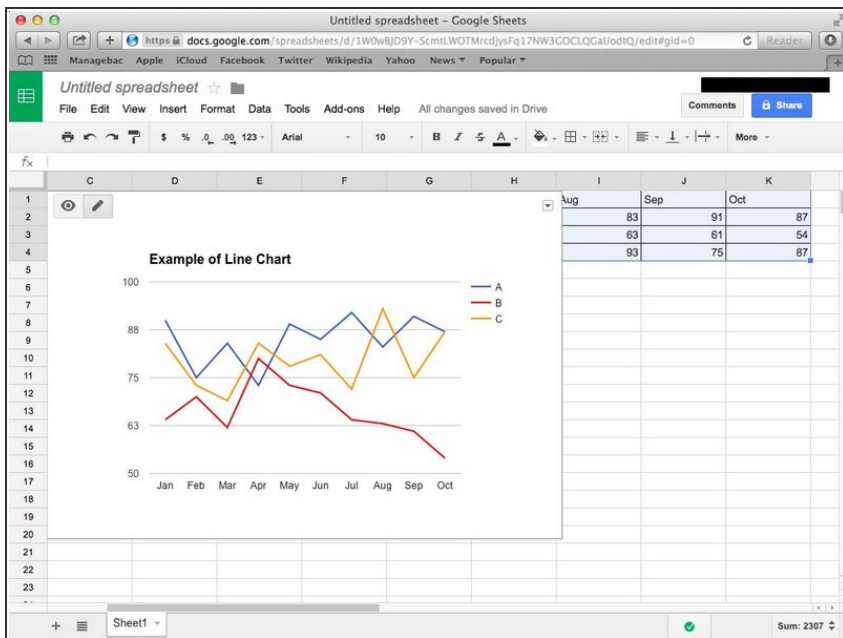 Untitled spreadsheet – Google Sheets
https docs.google.com/spreadsheets/d/1W0wBJD9Y-ScmtLWOTMrcdjysFq17NW3GOCLQGaUodtQ/edit#gid=0 Reader
Managebac Apple iCloud Facebook Twitter Wikipedia Yahoo News Popular
Untitled spreadsheet
File Edit View Insert Format Data Tools Add-ons Help All changes saved in Drive Comments Share
$ % .0 .00 123 Arial 10 B I S A More
fx
C D E F G H I J K
1 Aug Sep Oct
2 83 91 87
3 63 61 54
4 93 75 87
5
6
7
8
9
10
11
12
13
14
15
16
17
18
19
20
21
22
23
Example of Line Chart
100
88
75
63
50
Jan Feb Mar Apr May Jun Jul Aug Sep Oct
A
B
C
Sheet1 Sum: 2307